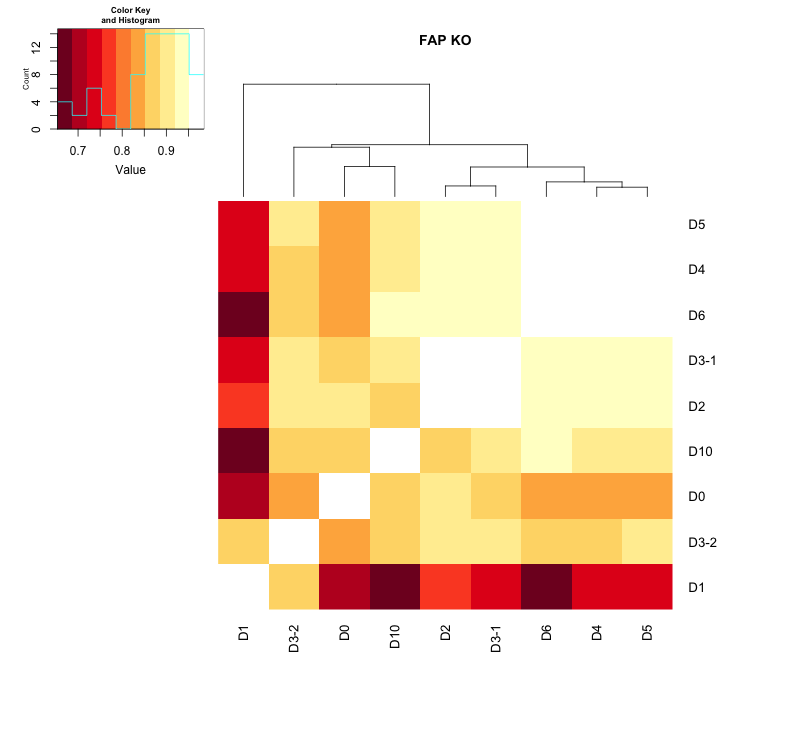 Color Key
and Histogram
Count
0 4 8 12
0.7 0.8 0.9
Value
FAP KO
D5
D4
D6
D3-1
D2
D10
D0
D3-2
D1
D1 D3-2 D0 D10 D2 D3-1 D6 D4 D5